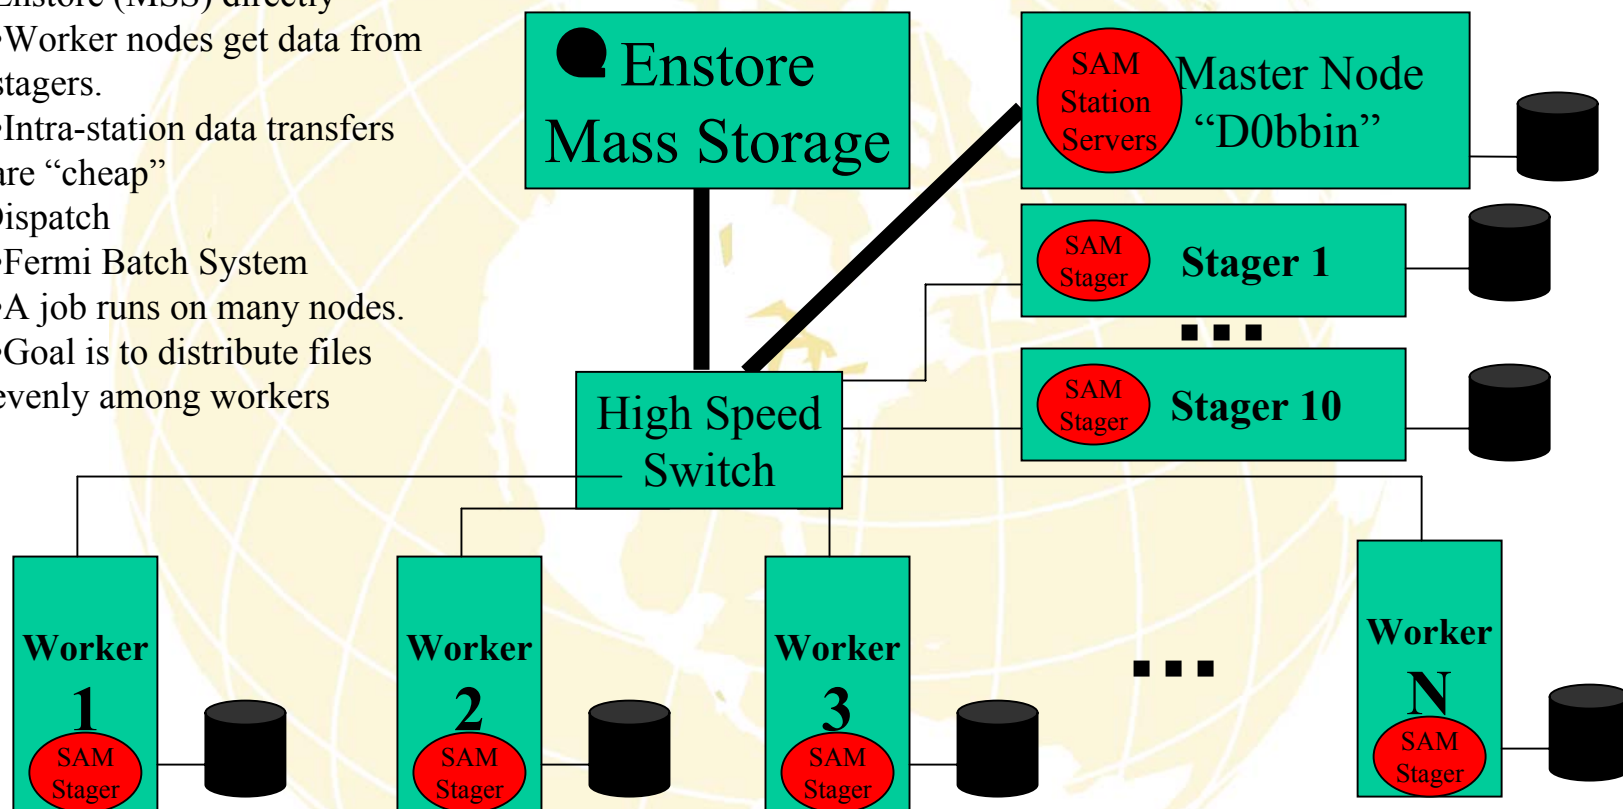 Enstore (MSS) directly
•Worker nodes get data from
stagers.
•Intra-station data transfers
are “cheap”
Dispatch
•Fermi Batch System
•A job runs on many nodes.
•Goal is to distribute files
evenly among workers
Enstore
Mass Storage
SAM
Station
Servers
Master Node
“D0bbin”
SAM
Stager
Stager 1
...
SAM
Stager
Stager 10
High Speed
Switch
Worker
1
SAM
Stager
Worker
2
SAM
Stager
Worker
3
SAM
Stager
...
Worker
N
SAM
Stager